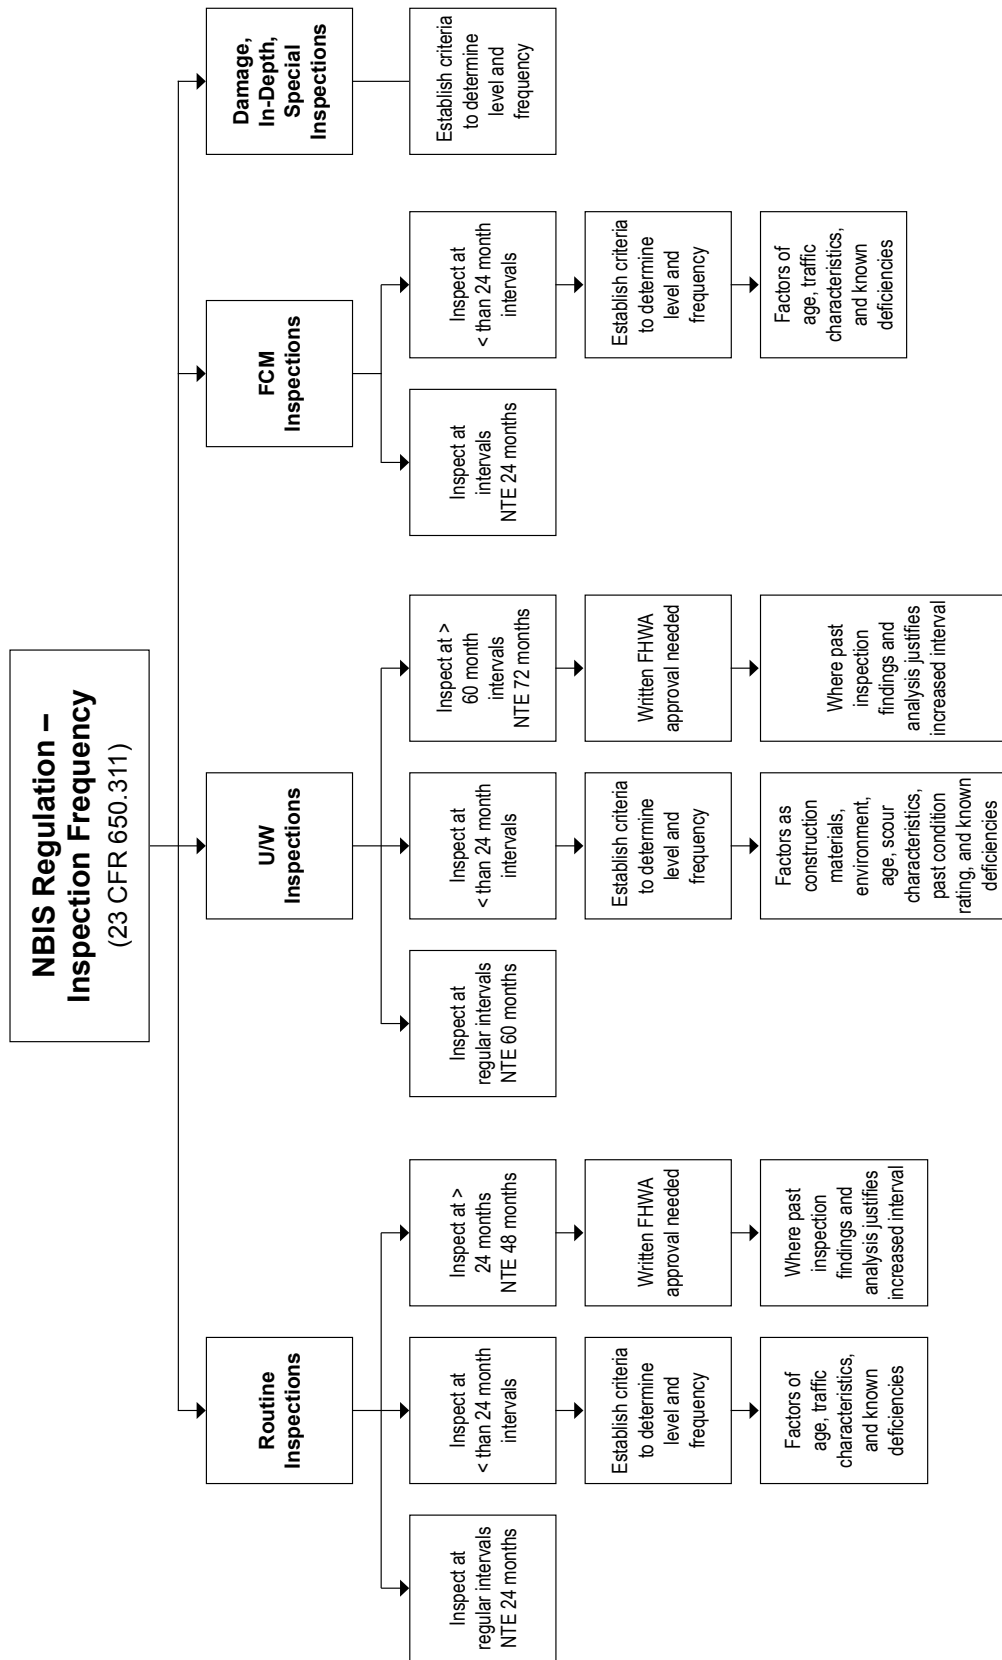 NBIS Regulation –
Inspection Frequency
(23 CFR 650.311)
Routine
Inspections
U/W
Inspections
FCM
Inspections
Damage,
In-Depth,
Special
Inspections
Inspect at
regular intervals
NTE 24 months
Inspect at
< than 24 month
intervals
Inspect at >
24 months
NTE 48 months
Inspect at
regular intervals
NTE 60 months
Inspect at
< than 24 month
intervals
Inspect at >
60 month
intervals
NTE 72 months
Inspect at
intervals
NTE 24 months
Inspect at
< than 24 month
intervals
Establish criteria
to determine
level and
frequency
Establish criteria
to determine
level and
frequency
Written FHWA
approval needed
Establish criteria
to determine
level and
frequency
Written FHWA
approval needed
Establish criteria
to determine
level and
frequency
Factors of
age, traffic
characteristics,
and known
deficiencies
Where past
inspection
findings and
analysis justifies
increased interval
Factors as
construction
materials,
environment,
age, scour
characteristics,
past condition
rating, and known
deficiencies
Where past
inspection
findings and
analysis justifies
increased interval
Factors of
age, traffic
characteristics,
and known
deficiencies